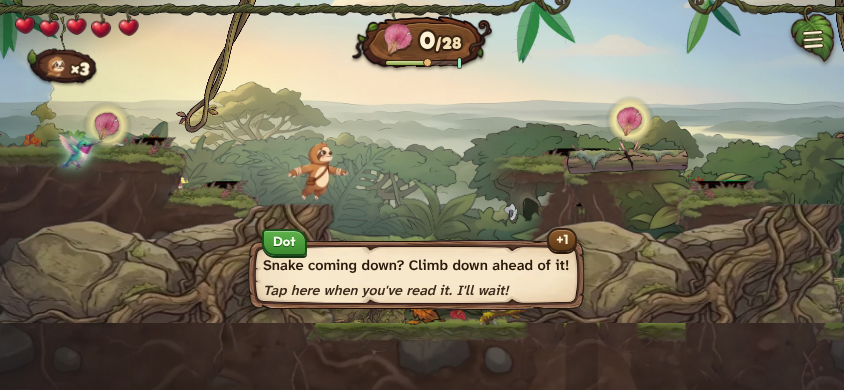 ×3
0/28
Dot
+1
Snake coming down? Climb down ahead of it!
Tap here when you've read it. I'll wait!